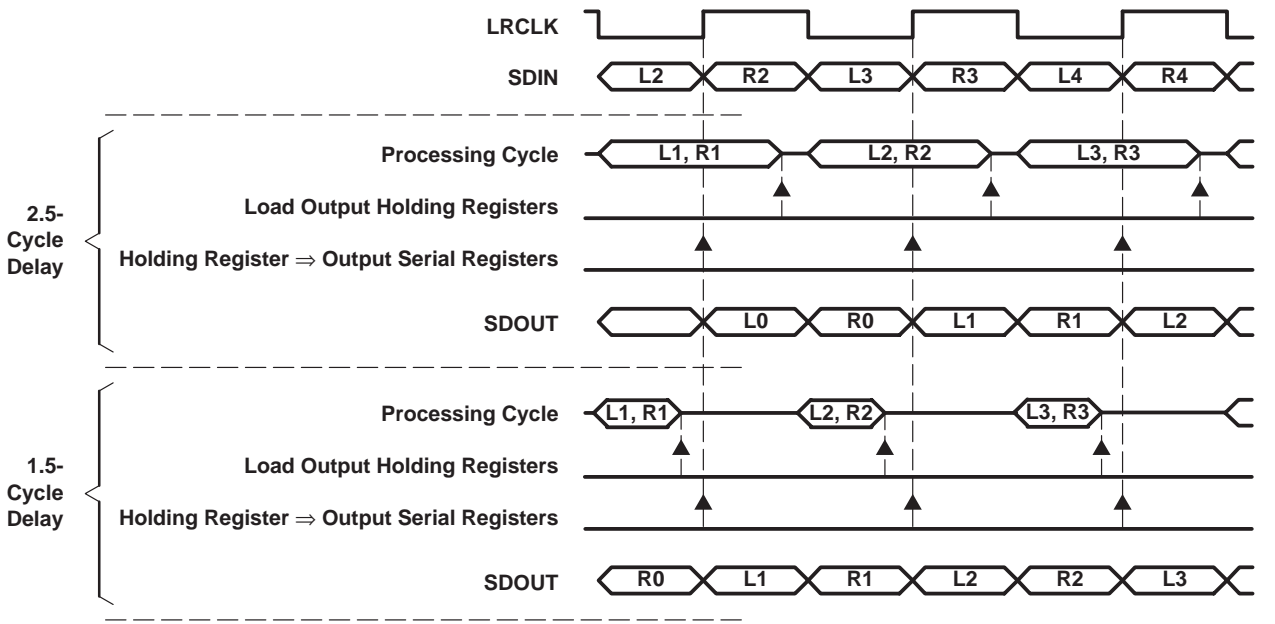 LRCLK
SDIN L2 R2 L3 R3 L4 R4
2.5-
Cycle
Delay
Processing Cycle L1, R1 L2, R2 L3, R3
Load Output Holding Registers
Holding Register ⇒ Output Serial Registers
SDOUT L0 R0 L1 R1 L2
1.5-
Cycle
Delay
Processing Cycle L1, R1 L2, R2 L3, R3
Load Output Holding Registers
Holding Register ⇒ Output Serial Registers
SDOUT R0 L1 R1 L2 R2 L3